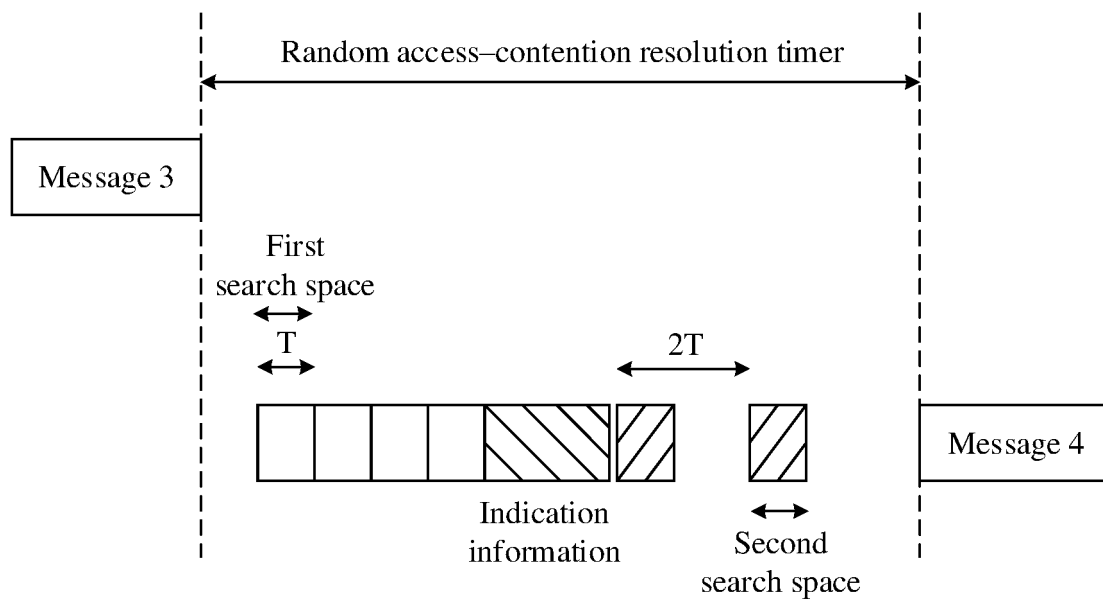 Random access–contention resolution timer
Message 3
First
search space
T
2T
Message 4
Indication
information
Second
search space